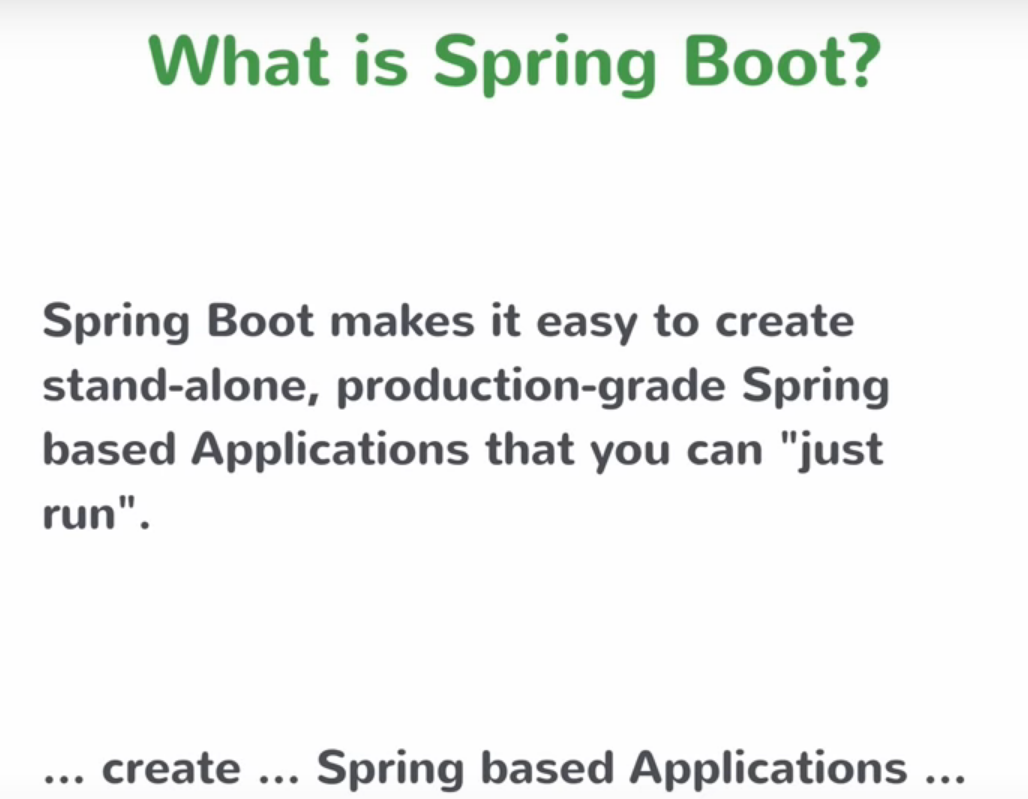 What is Spring Boot?
Spring Boot makes it easy to create
stand-alone, production-grade Spring
based Applications that you can "just
run".
... create ... Spring based Applications ...